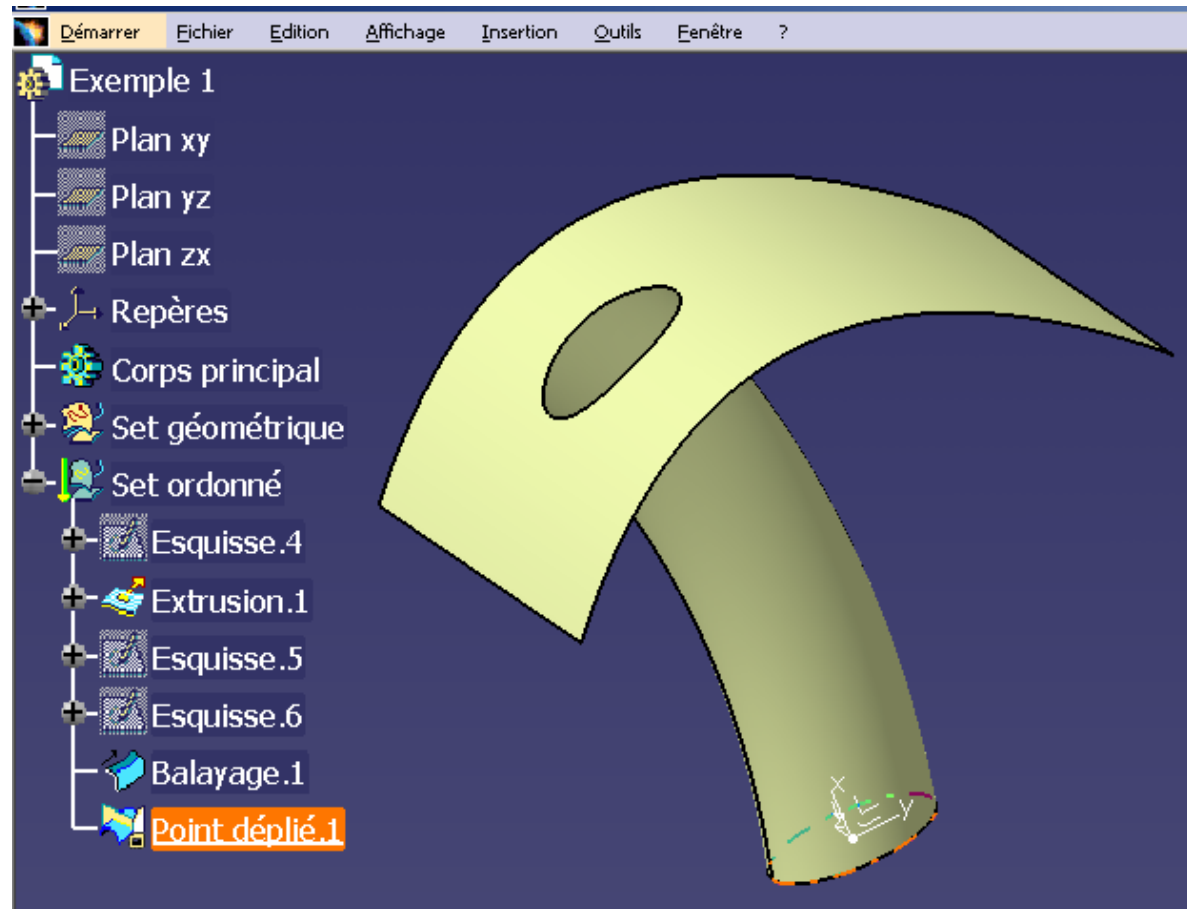 Démarrer Fichier Edition Affichage Insertion Outils Fenêtre ?
Exemple 1
Plan xy
Plan yz
Plan zx
Repères
Corps principal
Set géométrique
Set ordonné
Esquisse.4
Extrusion.1
Esquisse.5
Esquisse.6
Balayage.1
Point déplié.1
x
y